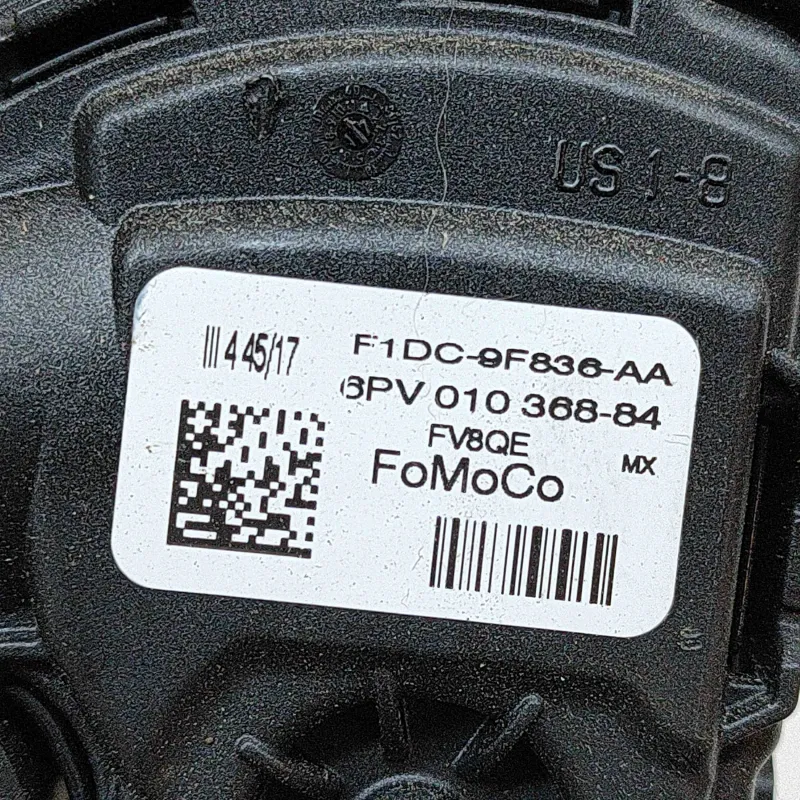 US 1-8
||| 4 45/17
F1DC-9F836-AA
6PV 010 368-84
FV8QE
MX
FoMoCo